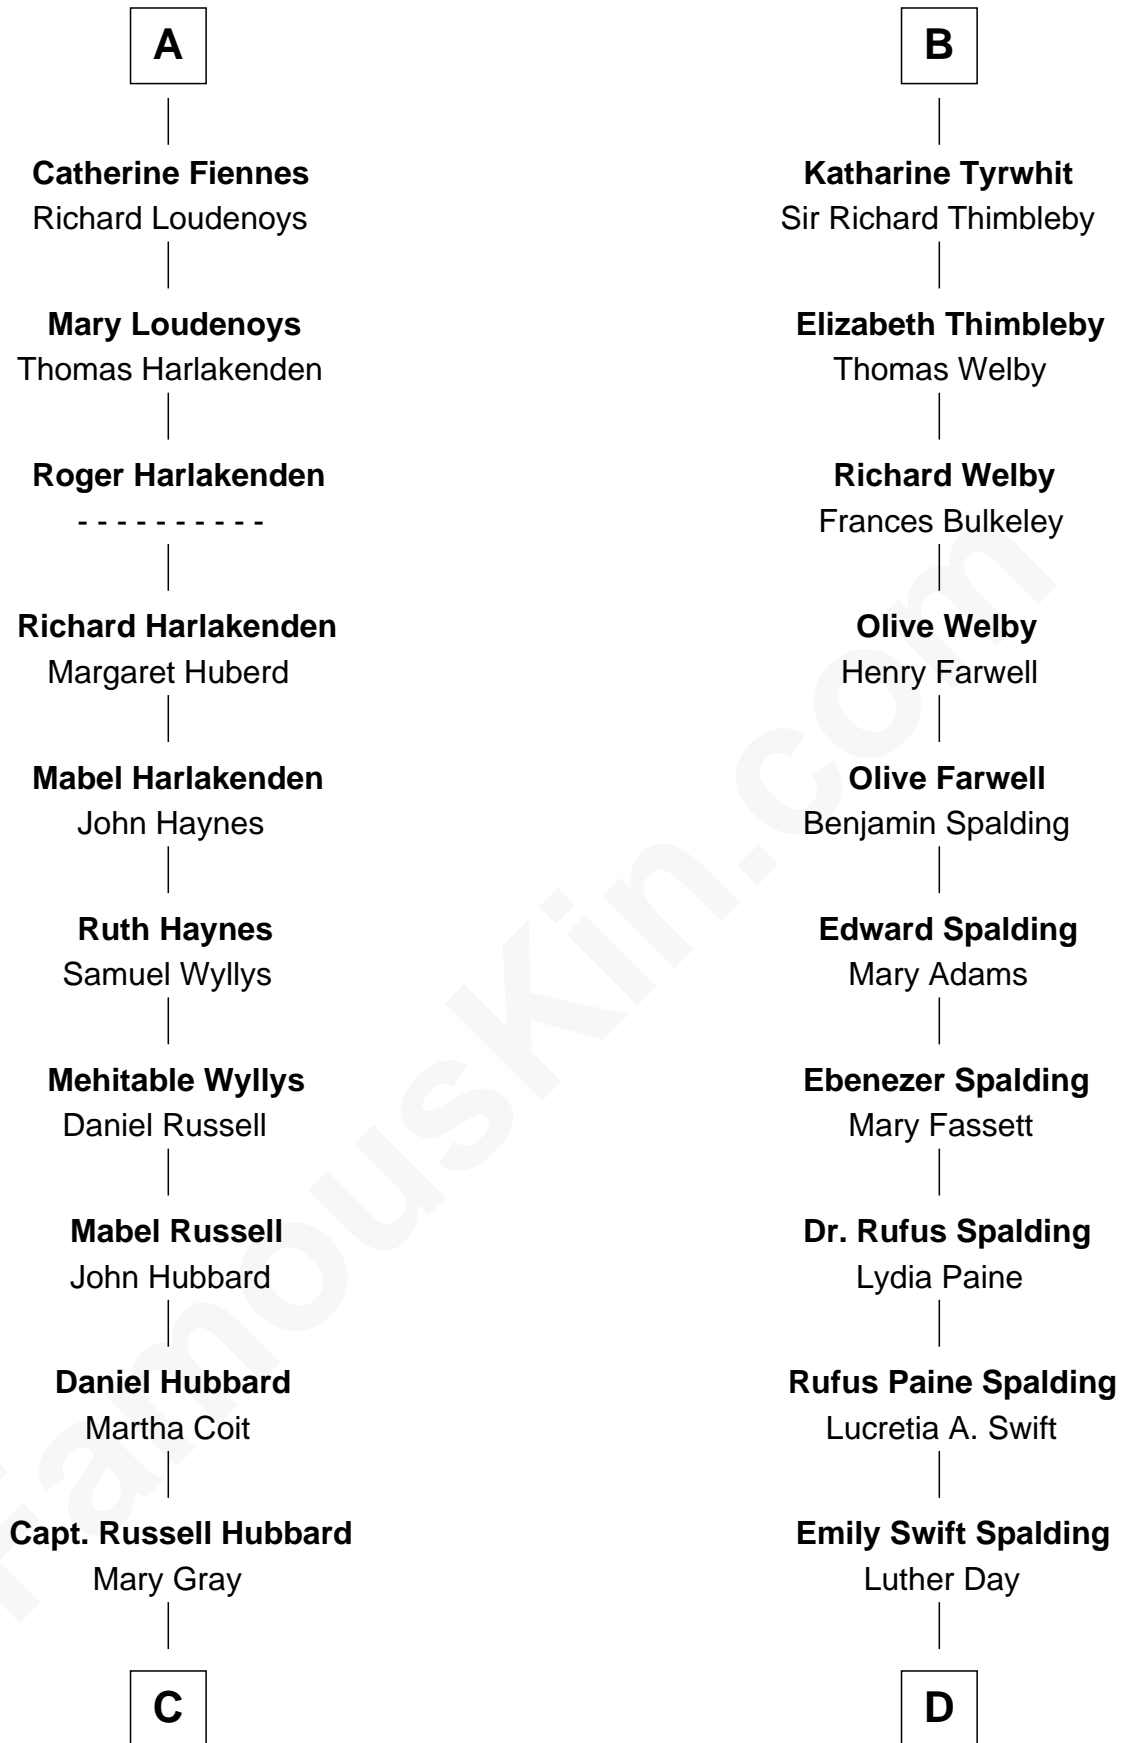 A
Catherine Fiennes
Richard Loudenoys
Mary Loudenoys
Thomas Harlakenden
Roger Harlakenden
- - - - - - - - - -
Richard Harlakenden
Margaret Huberd
Mabel Harlakenden
John Haynes
Ruth Haynes
Samuel Wyllys
Mehitable Wyllys
Daniel Russell
Mabel Russell
John Hubbard
Daniel Hubbard
Martha Coit
Capt. Russell Hubbard
Mary Gray
C
B
Katharine Tyrwhit
Sir Richard Thimbleby
Elizabeth Thimbleby
Thomas Welby
Richard Welby
Frances Bulkeley
Olive Welby
Henry Farwell
Olive Farwell
Benjamin Spalding
Edward Spalding
Mary Adams
Ebenezer Spalding
Mary Fassett
Dr. Rufus Spalding
Lydia Paine
Rufus Paine Spalding
Lucretia A. Swift
Emily Swift Spalding
Luther Day
D
FamousKin.com